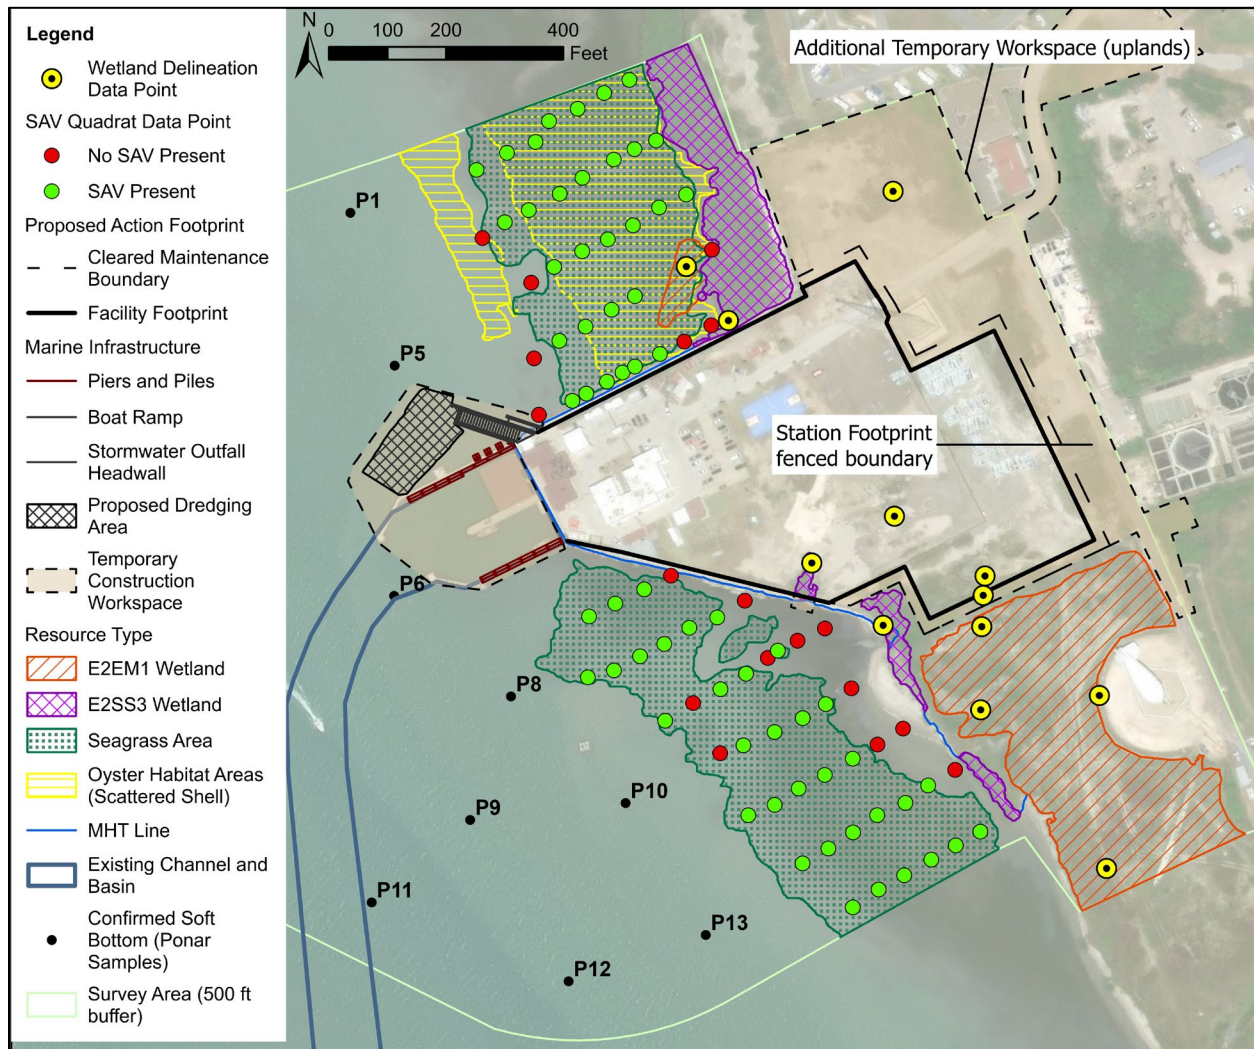 Legend
Wetland Delineation
Data Point
SAV Quadrat Data Point
No SAV Present
SAV Present
Proposed Action Footprint
Cleared Maintenance
Boundary
Facility Footprint
Marine Infrastructure
Piers and Piles
Boat Ramp
Stormwater Outfall
Headwall
Proposed Dredging
Area
Temporary
Construction
Workspace
Resource Type
E2EM1 Wetland
E2SS3 Wetland
Seagrass Area
Oyster Habitat Areas
(Scattered Shell)
MHT Line
Existing Channel and
Basin
Confirmed Soft
Bottom (Ponar
Samples)
Survey Area (500 ft
buffer)
N
0 100 200 400
Feet
Additional Temporary Workspace (uplands)
P1
P5
Station Footprint
fenced boundary
P6
P8
P10
P9
P11
P13
P12